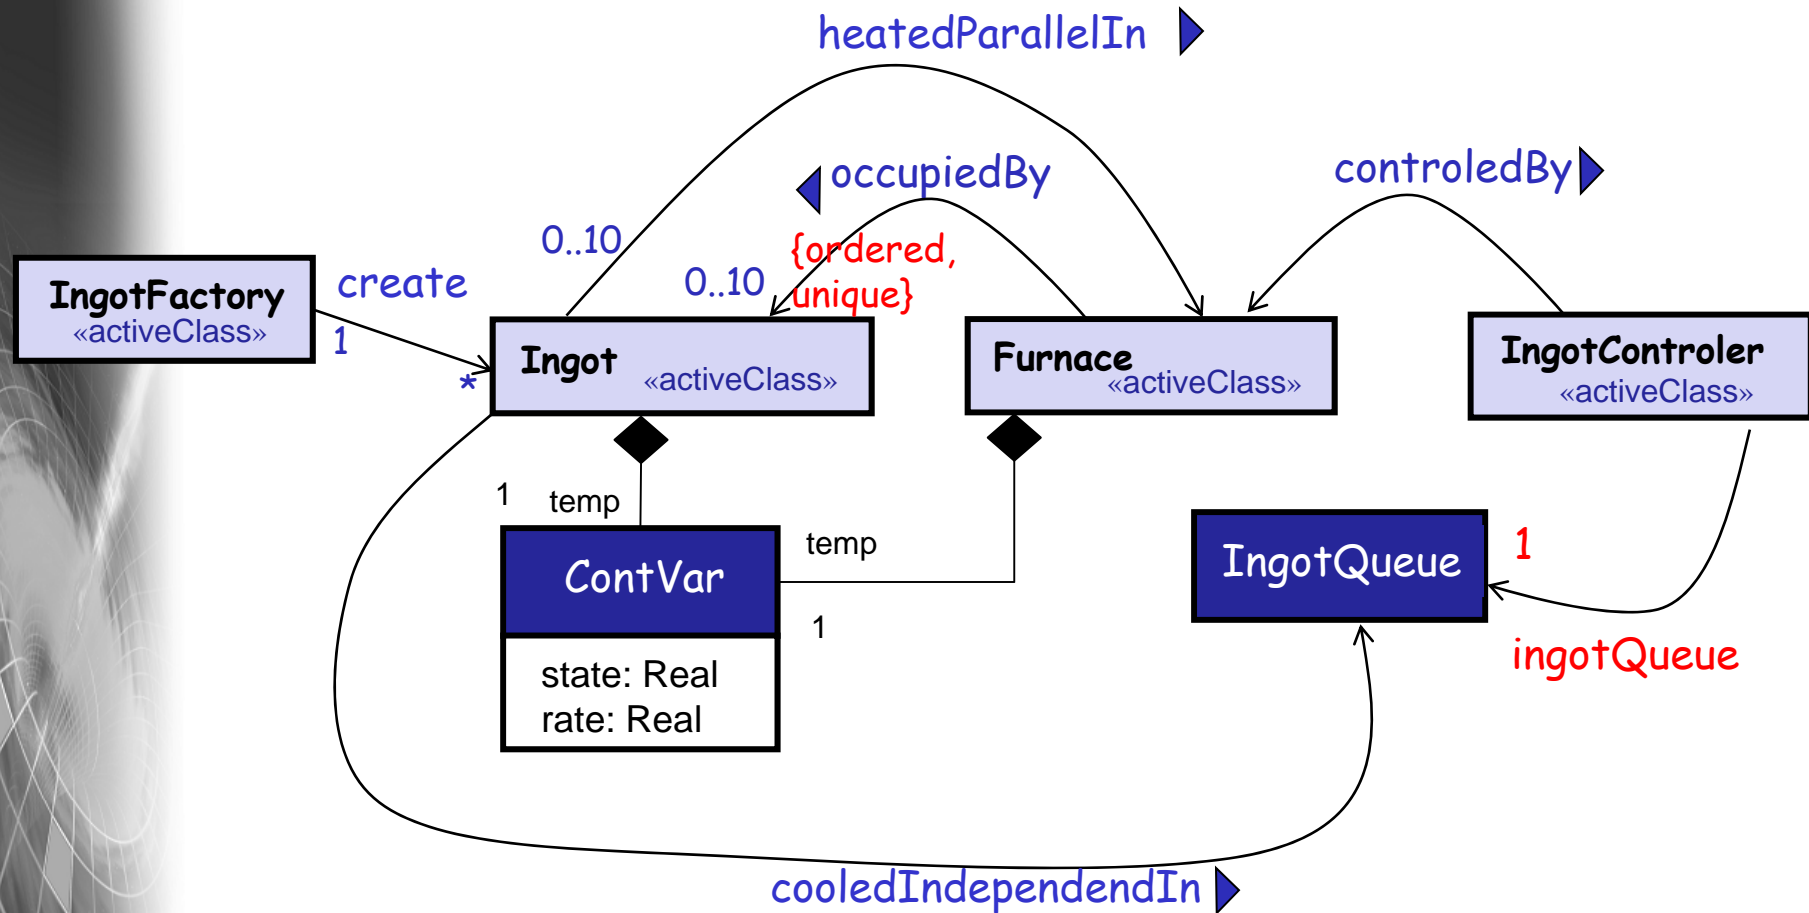 heatedParallelIn
occupiedBy
controledBy
0..10
{ordered,
unique}
0..10
create
1
*
IngotFactory
«activeClass»
Ingot
«activeClass»
Furnace
«activeClass»
IngotControler
«activeClass»
1
temp
temp
1
ContVar
state: Real
rate: Real
IngotQueue
1
ingotQueue
cooledIndependendIn